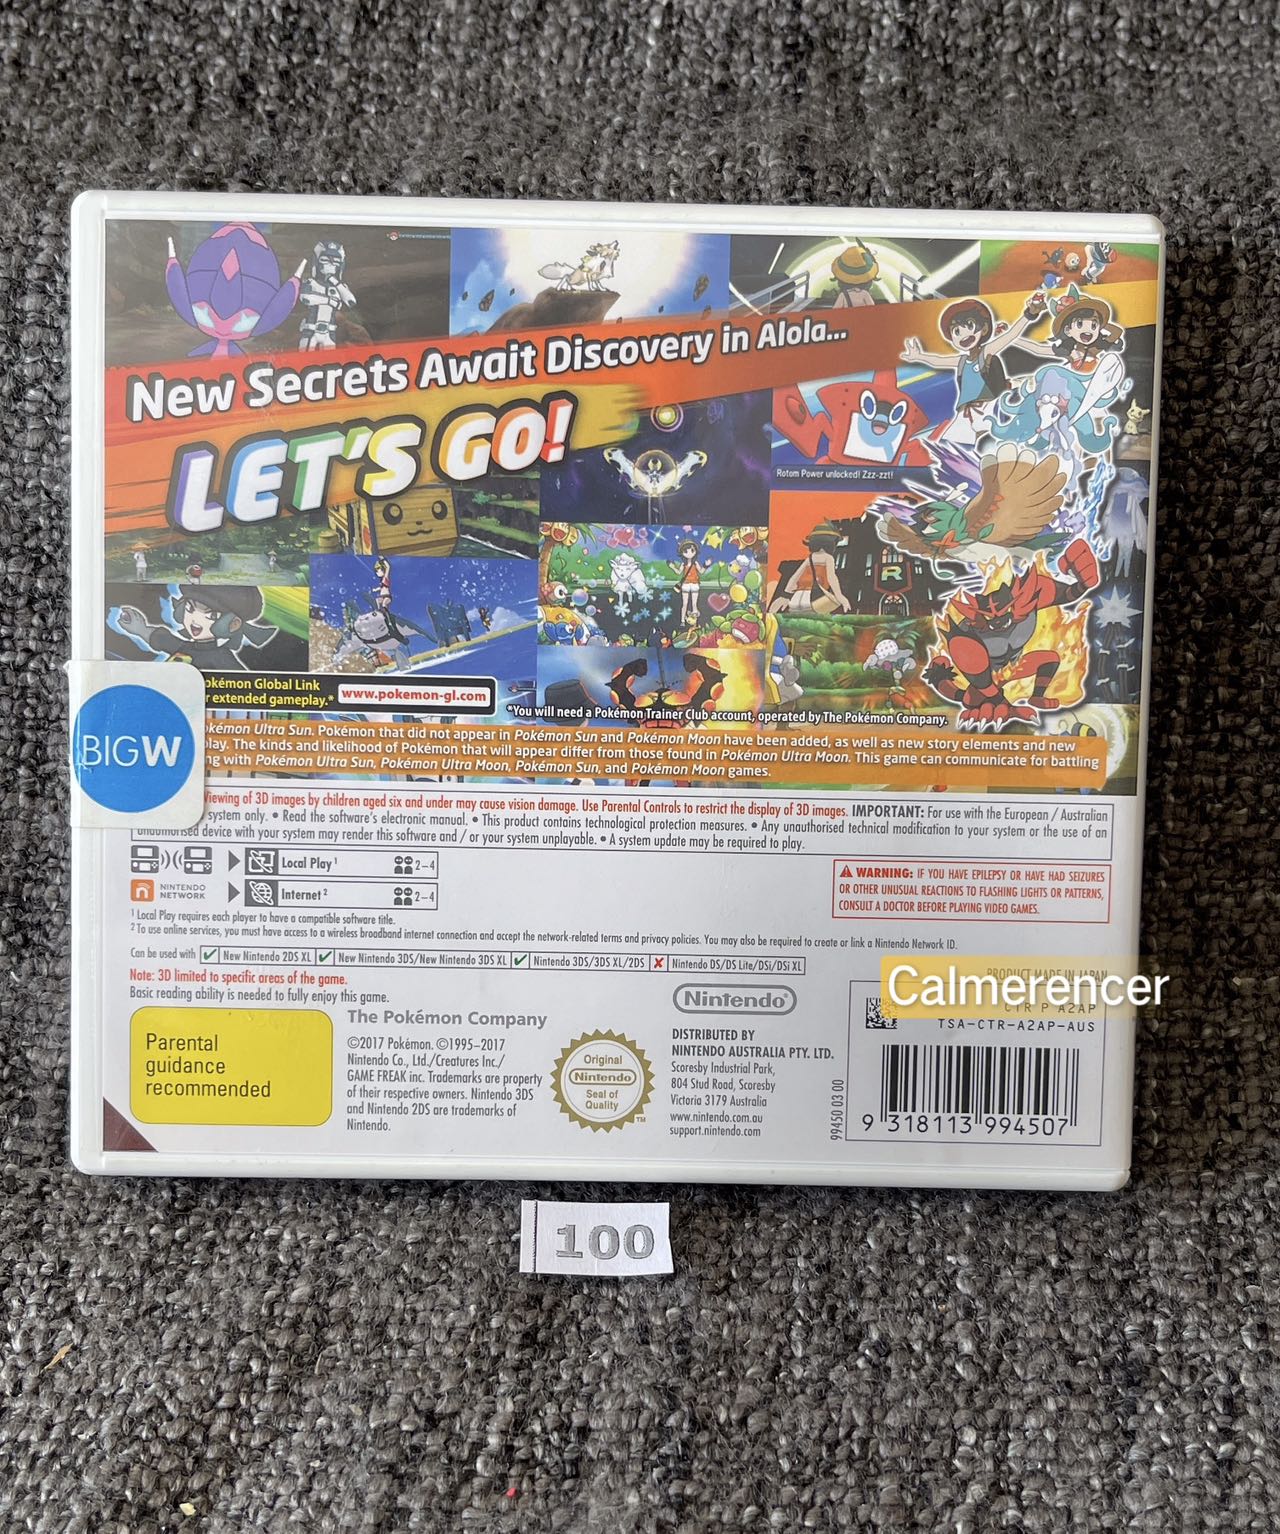 New Secrets Await Discovery in Alola...
LET'S GO!
Rotom Power unlocked! Zzz-zzt!
R
okémon Global Link
r extended gameplay.* www.pokemon-gl.com
*You will need a Pokémon Trainer Club account, operated by The Pokémon Company.
kémon Ultra Sun. Pokémon that did not appear in Pokémon Sun and Pokémon Moon have been added, as well as new story elements and new
lay. The kinds and likelihood of Pokémon that will appear differ from those found in Pokémon Ultra Moon. This game can communicate for battling
ng with Pokémon Ultra Sun, Pokémon Ultra Moon, Pokémon Sun, and Pokémon Moon games.
BIGW
Viewing of 3D images by children aged six and under may cause vision damage. Use Parental Controls to restrict the display of 3D images. IMPORTANT: For use with the European / Australian
system only. • Read the software's electronic manual. • This product contains technological protection measures. • Any unauthorised technical modification to your system or the use of an
unauthorised device with your system may render this software and / or your system unplayable. • A system update may be required to play.
Local Play¹ 2–4
NINTENDO NETWORK Internet² 2–4
WARNING: IF YOU HAVE EPILEPSY OR HAVE HAD SEIZURES
OR OTHER UNUSUAL REACTIONS TO FLASHING LIGHTS OR PATTERNS,
CONSULT A DOCTOR BEFORE PLAYING VIDEO GAMES.
¹ Local Play requires each player to have a compatible software title.
² To use online services, you must have access to a wireless broadband internet connection and accept the network-related terms and privacy policies. You may also be required to create or link a Nintendo Network ID.
Can be used with ✓ New Nintendo 2DS XL ✓ New Nintendo 3DS/New Nintendo 3DS XL ✓ Nintendo 3DS/3DS XL/2DS ✗ Nintendo DS/DS Lite/DSi/DSi XL
Note: 3D limited to specific areas of the game.
Basic reading ability is needed to fully enjoy this game.
Parental
guidance
recommended
The Pokémon Company
©2017 Pokémon. ©1995–2017
Nintendo Co., Ltd./Creatures Inc./
GAME FREAK inc. Trademarks are property
of their respective owners. Nintendo 3DS
and Nintendo 2DS are trademarks of
Nintendo.
Original
Nintendo
Seal of
Quality
TM
Nintendo®
DISTRIBUTED BY
NINTENDO AUSTRALIA PTY. LTD.
Scoresby Industrial Park,
804 Stud Road, Scoresby
Victoria 3179 Australia
www.nintendo.com.au
support.nintendo.com
PRODUCT MADE IN JAPAN
Calmerencer
CTR P A2AP
TSA-CTR-A2AP-AUS
99450 03 00
9 318113 994507
100